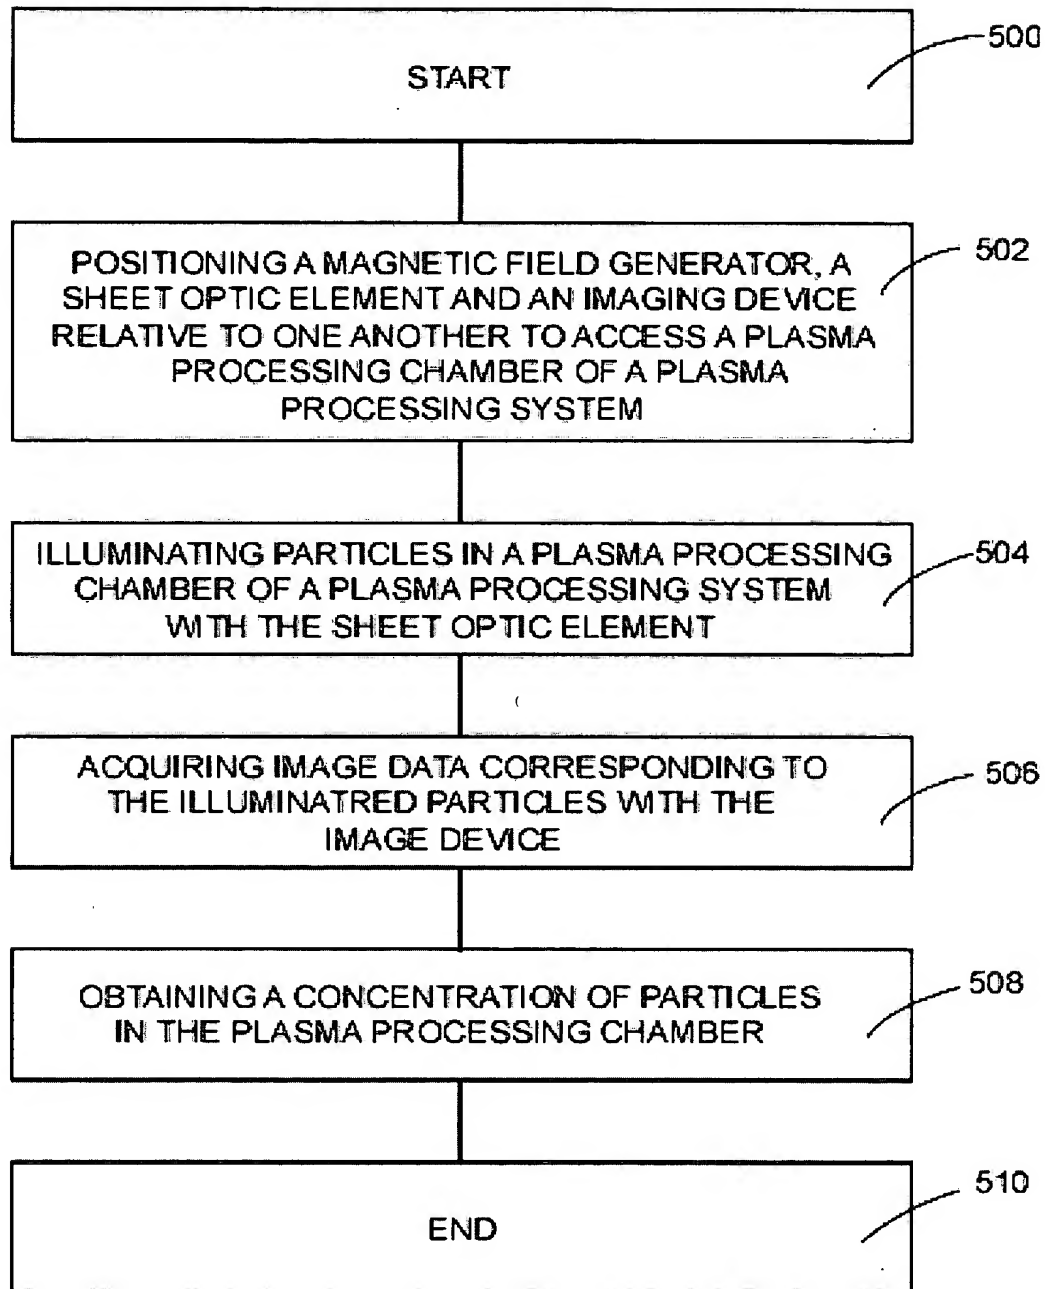 START
500
POSITIONING A MAGNETIC FIELD GENERATOR, A
SHEET OPTIC ELEMENT AND AN IMAGING DEVICE
RELATIVE TO ONE ANOTHER TO ACCESS A PLASMA
PROCESSING CHAMBER OF A PLASMA
PROCESSING SYSTEM
502
ILLUMINATING PARTICLES IN A PLASMA PROCESSING
CHAMBER OF A PLASMA PROCESSING SYSTEM
WITH THE SHEET OPTIC ELEMENT
504
ACQUIRING IMAGE DATA CORRESPONDING TO
THE ILLUMINATRED PARTICLES WITH THE
IMAGE DEVICE
506
OBTAINING A CONCENTRATION OF PARTICLES
IN THE PLASMA PROCESSING CHAMBER
508
END
510